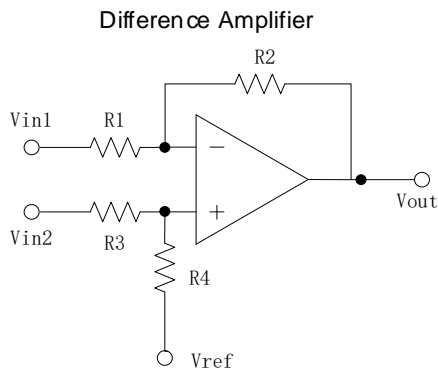 Difference Amplifier
R2
Vin1
R1
−
+
Vout
Vin2
R3
R4
Vref